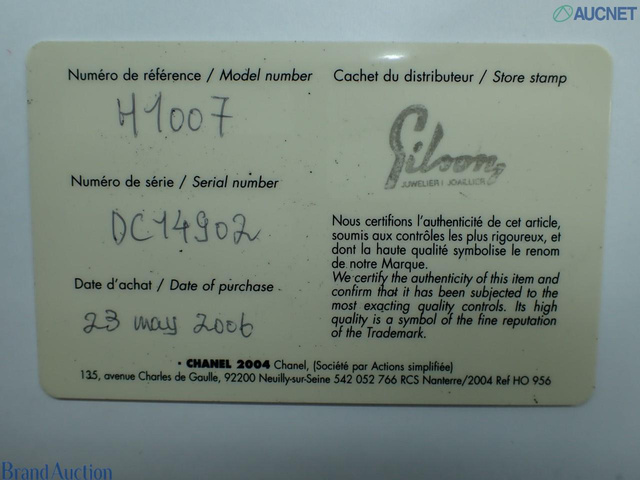 AUCNET
Numéro de référence / Model number
H1007
Numéro de série / Serial number
DC14902
Date d'achat / Date of purchase
23 mars 2006
Cachet du distributeur / Store stamp
JUWELIER | JOAILLIER
Nous certifions l'authenticité de cet article,
soumis aux contrôles les plus rigoureux, et
dont la haute qualité symbolise le renom
de notre Marque.
We certify the authenticity of this item and
confirm that it has been subjected to the
most exacting quality controls. Its high
quality is a symbol of the fine reputation
of the Trademark.
• CHANEL 2004 Chanel, (Société par Actions simplifiée)
135, avenue Charles de Gaulle, 92200 Neuilly-sur-Seine 542 052 766 RCS Nanterre/2004 Ref HO 956
Brand Auction